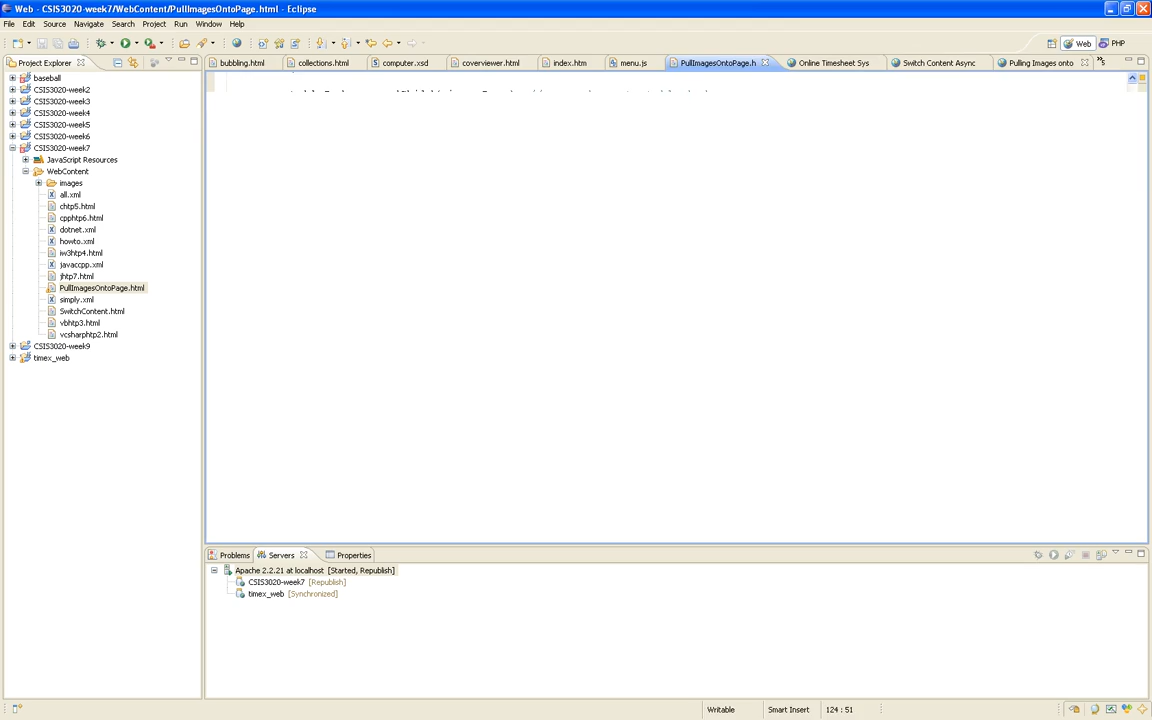 Web - CSIS3020-week7/WebContent/PullImagesOntoPage.html - Eclipse
File Edit Source Navigate Search Project Run Window Help
Web PHP
Project Explorer
bubbling.html collections.html computer.xsd coverviewer.html index.htm menu.js PullImagesOntoPage.h Online Timesheet Sys Switch Content Async Pulling Images onto »5
baseball
CSIS3020-week2
CSIS3020-week3
CSIS3020-week4
CSIS3020-week5
CSIS3020-week6
CSIS3020-week7
JavaScript Resources
WebContent
images
all.xml
chtp5.html
cpphtp6.html
dotnet.xml
howto.xml
iw3htp4.html
javaccpp.xml
jhtp7.html
PullImagesOntoPage.html
simply.xml
SwitchContent.html
vbhtp3.html
vcsharphtp2.html
CSIS3020-week9
timex_web
Problems Servers Properties
Apache 2.2.21 at localhost [Started, Republish]
CSIS3020-week7 [Republish]
timex_web [Synchronized]
Writable Smart Insert 124 : 51